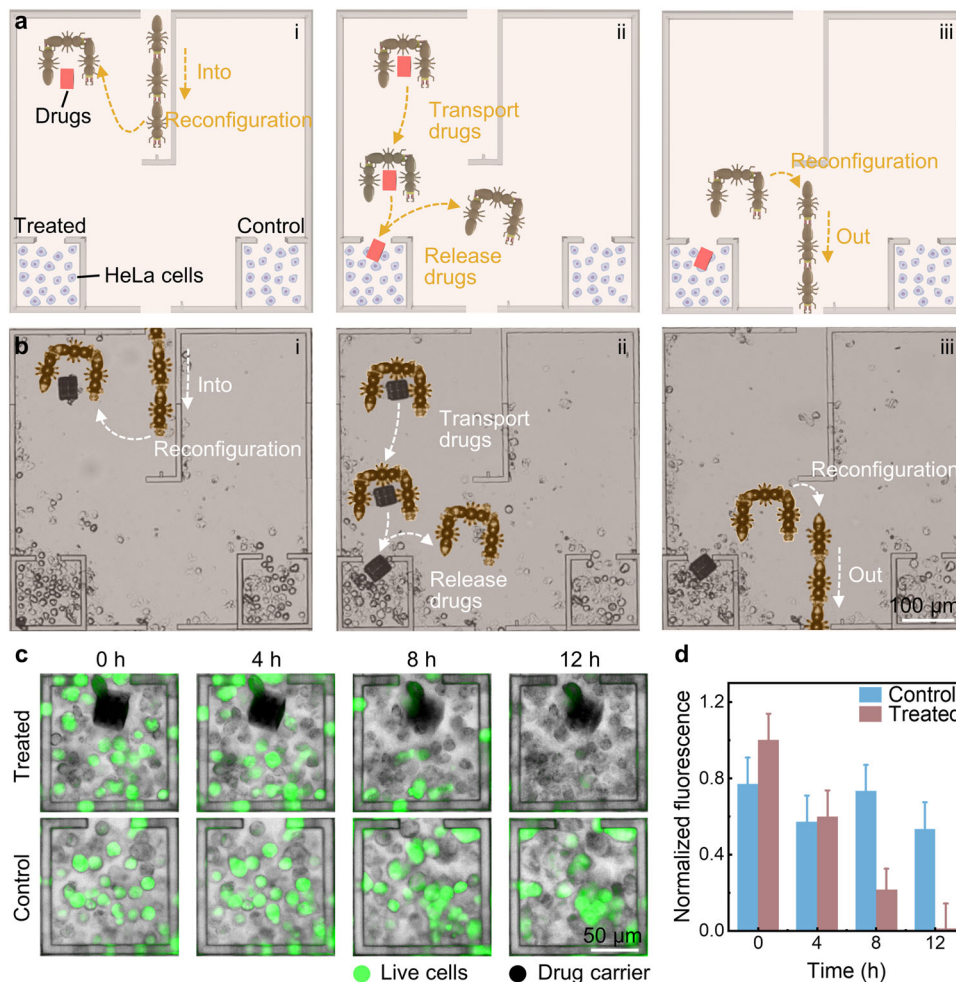 a
i
Into
Reconfiguration
Drugs
Treated
Control
HeLa cells
ii
Transport
drugs
Release
drugs
iii
Reconfiguration
Out
b
i
Into
Reconfiguration
ii
Transport
drugs
Release
drugs
iii
Reconfiguration
Out
100 μm
c
0 h
4 h
8 h
12 h
Treated
Control
50 μm
Live cells
Drug carrier
d
Control
Treated
Normalized fluorescence
1.2
0.8
0.4
0.0
0
4
8
12
Time (h)